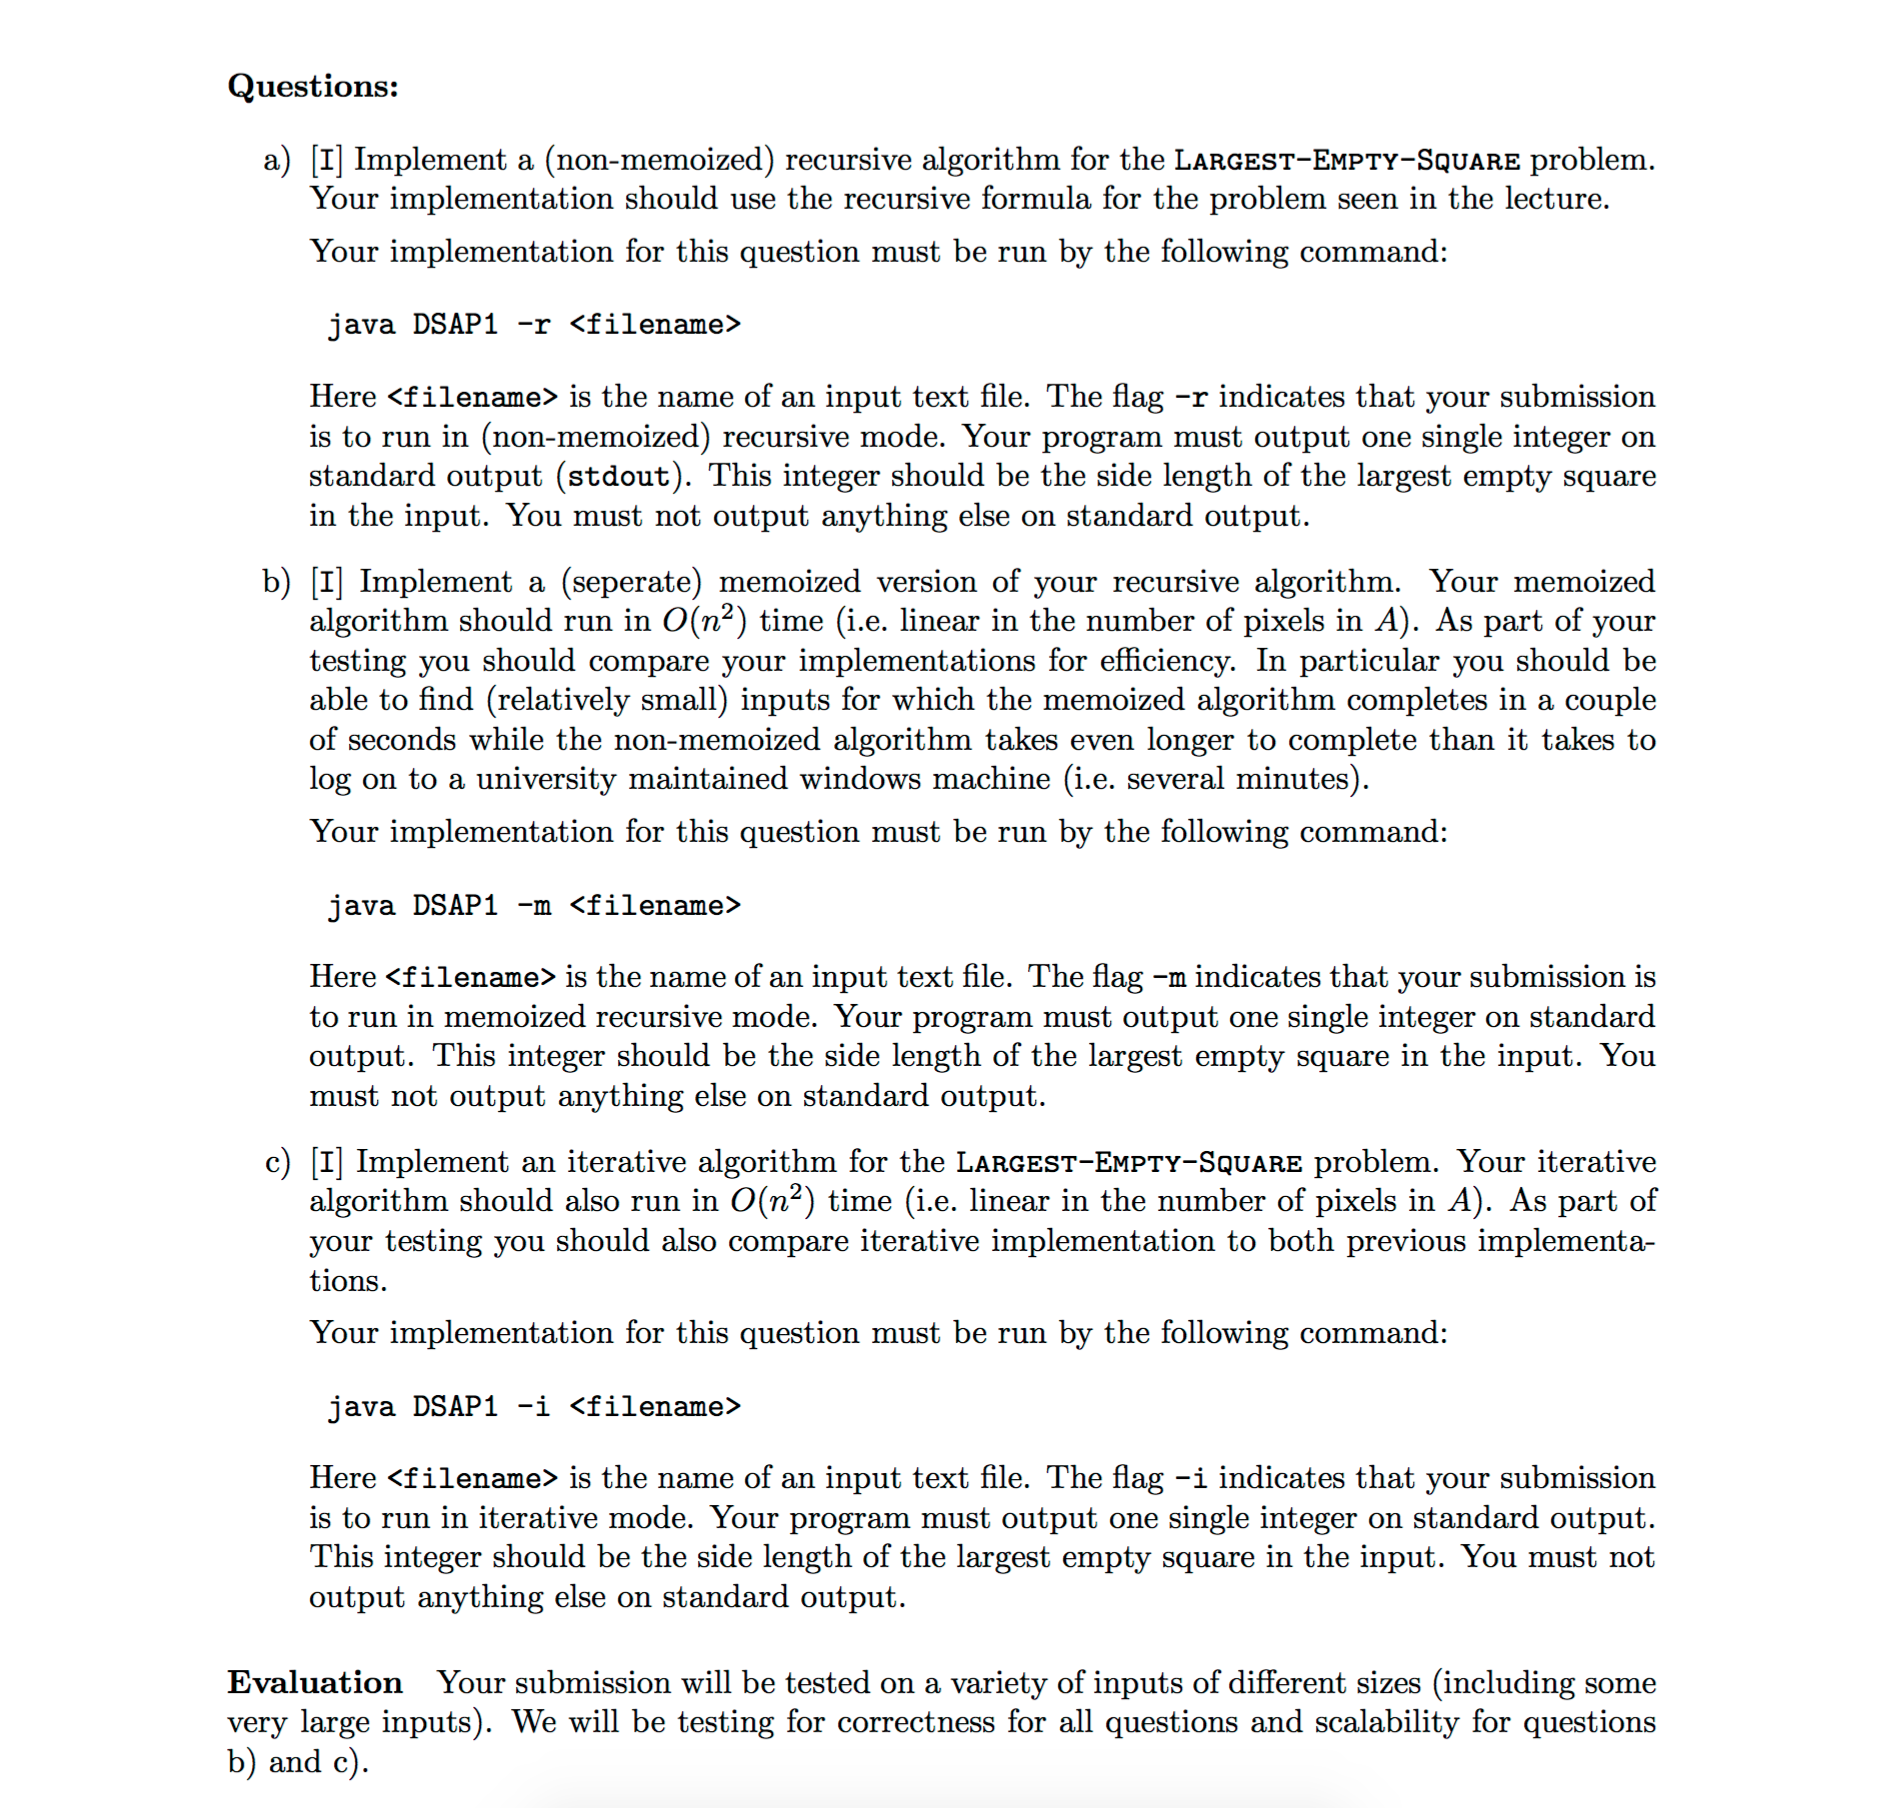 Questions:
a) [I] Implement a (non-memoized) recursive algorithm for the LARGEST-EMPTY-SQUARE problem.
Your implementation should use the recursive formula for the problem seen in the lecture.
Your implementation for this question must be run by the following command:
java DSAP1 -r <filename>
Here <filename> is the name of an input text file. The flag -r indicates that your submission
is to run in (non-memoized) recursive mode. Your program must output one single integer on
standard output (stdout). This integer should be the side length of the largest empty square
in the input. You must not output anything else on standard output.
b) [I] Implement a (seperate) memoized version of your recursive algorithm. Your memoized
algorithm should run in O(n²) time (i.e. linear in the number of pixels in A). As part of your
testing you should compare your implementations for efficiency. In particular you should be
able to find (relatively small) inputs for which the memoized algorithm completes in a couple
of seconds while the non-memoized algorithm takes even longer to complete than it takes to
log on to a university maintained windows machine (i.e. several minutes).
Your implementation for this question must be run by the following command:
java DSAP1 -m <filename>
Here <filename> is the name of an input text file. The flag -m indicates that your submission is
to run in memoized recursive mode. Your program must output one single integer on standard
output. This integer should be the side length of the largest empty square in the input. You
must not output anything else on standard output.
c) [I] Implement an iterative algorithm for the LARGEST-EMPTY-SQUARE problem. Your iterative
algorithm should also run in O(n²) time (i.e. linear in the number of pixels in A). As part of
your testing you should also compare iterative implementation to both previous implementa-
tions.
Your implementation for this question must be run by the following command:
java DSAP1 -i <filename>
Here <filename> is the name of an input text file. The flag -i indicates that your submission
is to run in iterative mode. Your program must output one single integer on standard output.
This integer should be the side length of the largest empty square in the input. You must not
output anything else on standard output.
Evaluation Your submission will be tested on a variety of inputs of different sizes (including some
very large inputs). We will be testing for correctness for all questions and scalability for questions
b) and c).